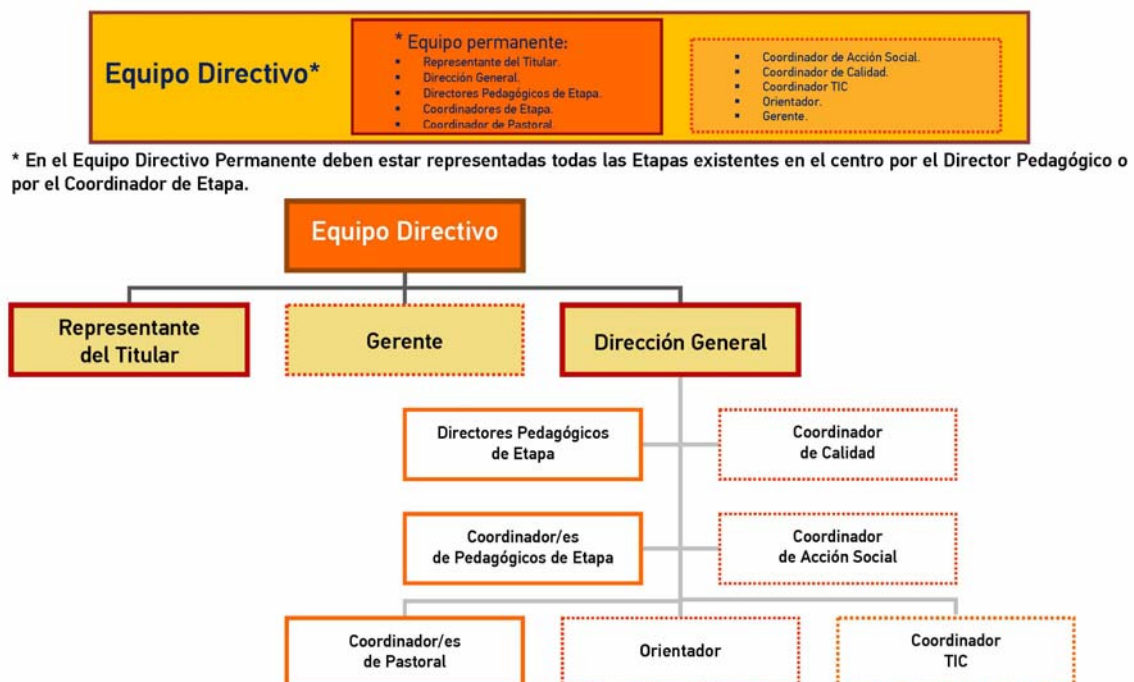 Equipo Directivo*
* Equipo permanente:
▪ Representante del Titular.
▪ Dirección General.
▪ Directores Pedagógicos de Etapa.
▪ Coordinadores de Etapa.
▪ Coordinador de Pastoral.
▪ Coordinador de Acción Social.
▪ Coordinador de Calidad.
▪ Coordinador TIC
▪ Orientador.
▪ Gerente.
* En el Equipo Directivo Permanente deben estar representadas todas las Etapas existentes en el centro por el Director Pedagógico o
por el Coordinador de Etapa.
Equipo Directivo
Representante
del Titular
Gerente
Dirección General
Directores Pedagógicos
de Etapa
Coordinador
de Calidad
Coordinador/es
de Pedagógicos de Etapa
Coordinador
de Acción Social
Coordinador/es
de Pastoral
Orientador
Coordinador
TIC